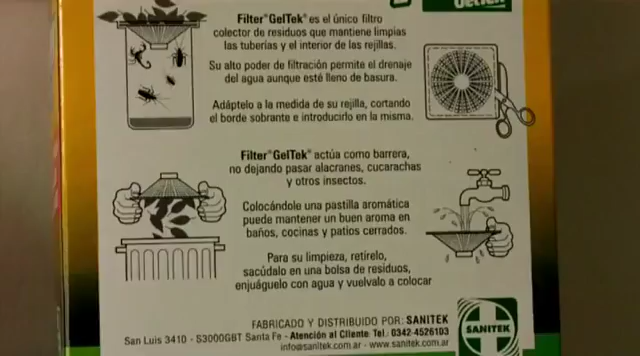 GelTek
Filter®GelTek® es el único filtro
colector de residuos que mantiene limpias
las tuberías y el interior de las rejillas.
Su alto poder de filtración permite el drenaje
del agua aunque esté lleno de basura.
Adáptelo a la medida de su rejilla, cortando
el borde sobrante e introducirlo en la misma.
Filter®GelTek® actúa como barrera,
no dejando pasar alacranes, cucarachas
y otros insectos.
Colocándole una pastilla aromática
puede mantener un buen aroma en
baños, cocinas y patios cerrados.
Para su limpieza, retírelo,
sacúdalo en una bolsa de residuos,
enjuáguelo con agua y vuelvalo a colocar
FABRICADO Y DISTRIBUIDO POR: SANITEK
San Luis 3410 - S3000GBT Santa Fe - Atención al Cliente Tel.: 0342-4526103
info@sanitek.com.ar - www.sanitek.com.ar
SANITEK